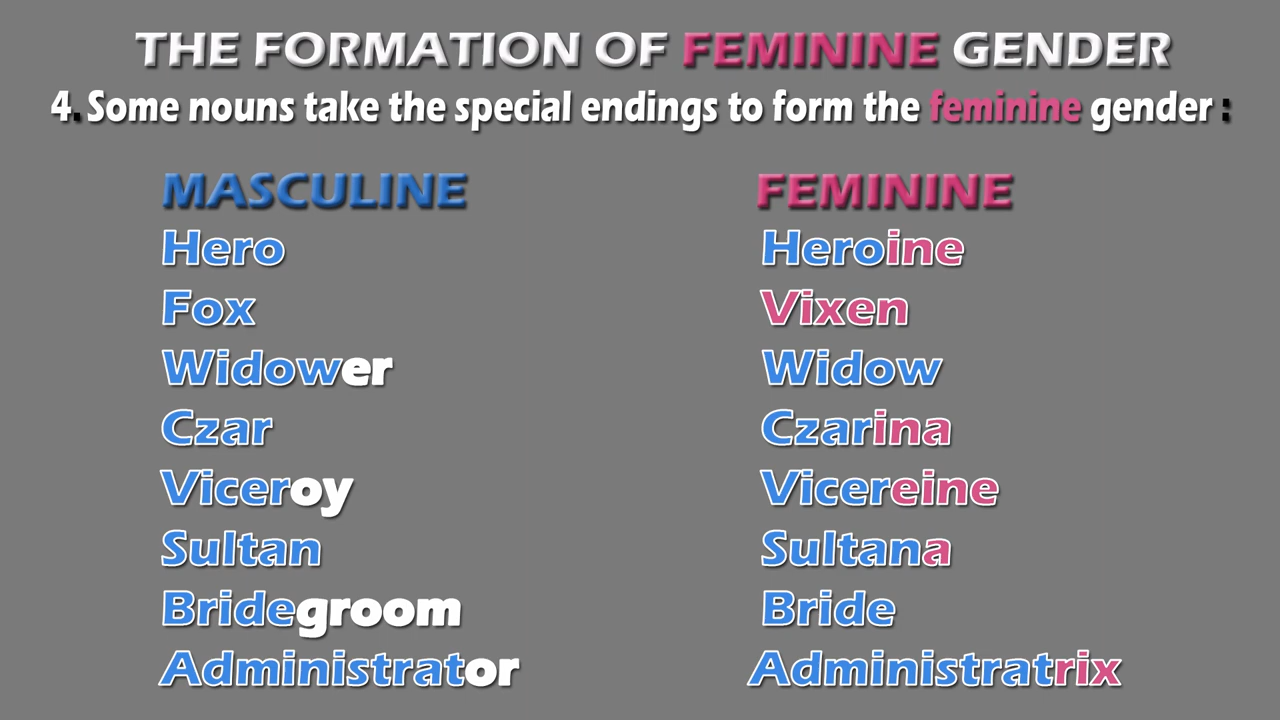 THE FORMATION OF FEMININE GENDER
4. Some nouns take the special endings to form the feminine gender :
MASCULINE FEMININE
Hero Heroine
Fox Vixen
Widower Widow
Czar Czarina
Viceroy Vicereine
Sultan Sultana
Bridegroom Bride
Administrator Administratrix